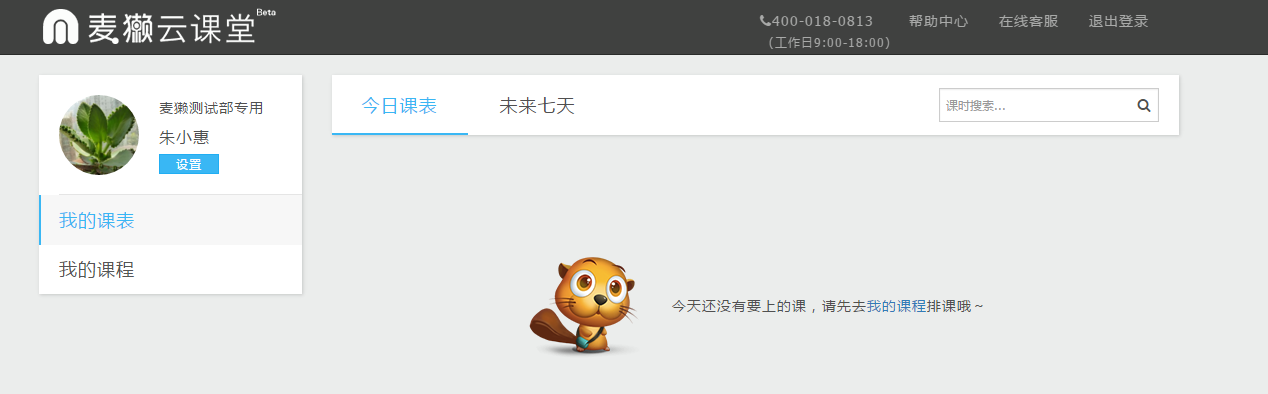 麦獭云课堂 Beta
400-018-0813 帮助中心 在线客服 退出登录
(工作日9:00-18:00)
麦獭测试部专用
朱小惠
设置
我的课表
我的课程
今日课表 未来七天 课时搜索...
今天还没有要上的课，请先去我的课程排课哦～